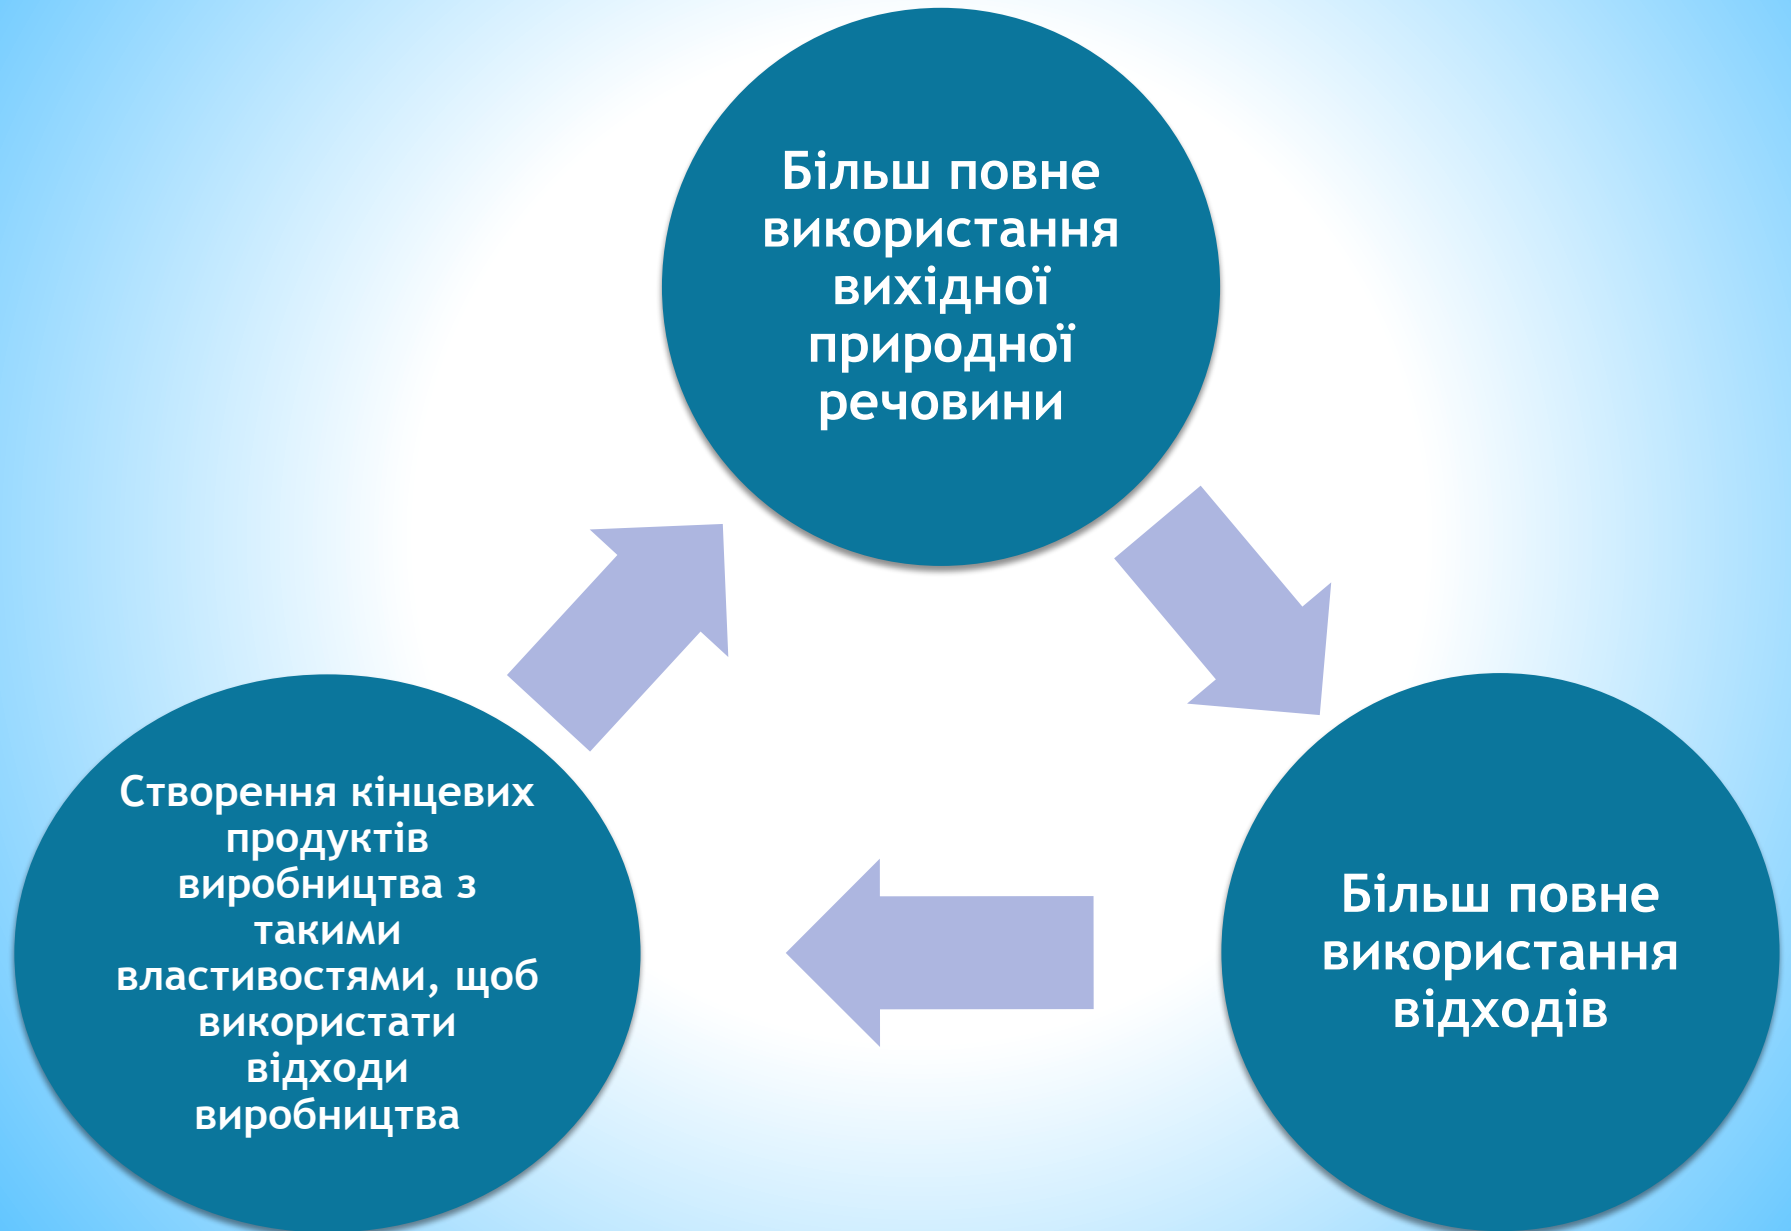 Більш повне
використання
вихідної
природної
речовини
Більш повне
використання
відходів
Створення кінцевих
продуктів
виробництва з
такими
властивостями, щоб
використати
відходи
виробництва